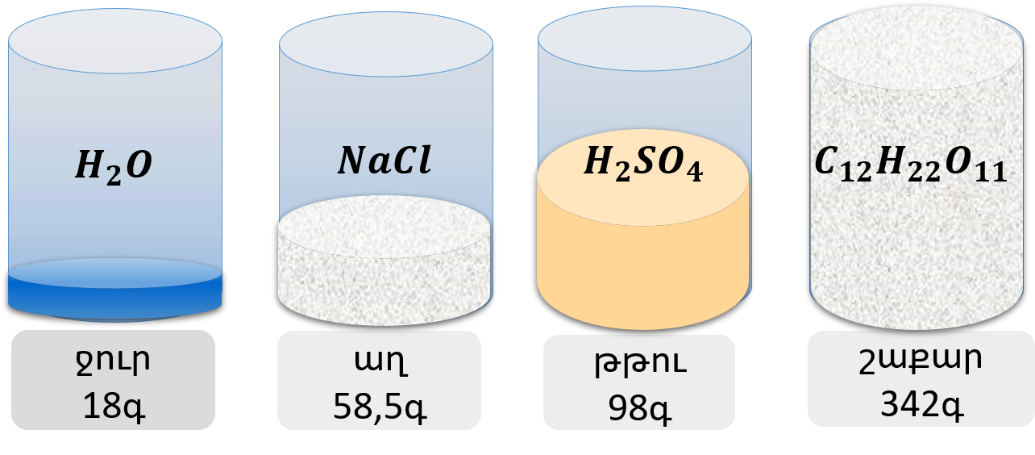 H₂O
NaCl
H₂SO₄
C₁₂H₂₂O₁₁
ջուր
18գ
աղ
58,5գ
թթու
98գ
շաքար
342գ